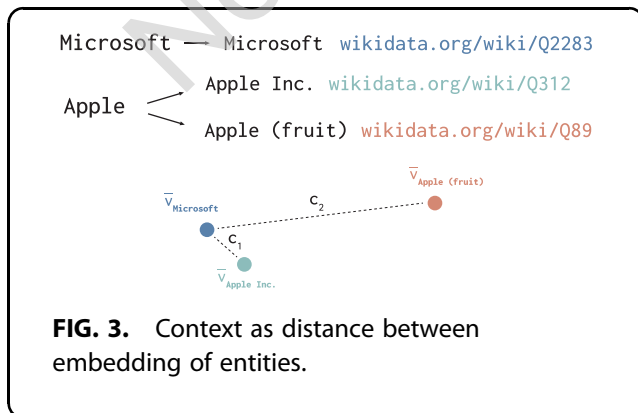 No
Microsoft → Microsoft wikidata.org/wiki/Q2283
Apple Inc. wikidata.org/wiki/Q312
Apple
Apple (fruit) wikidata.org/wiki/Q89
v̅ Apple (fruit)
c₂
v̅ Microsoft
c₁
v̅ Apple Inc.
FIG. 3. Context as distance between
embedding of entities.